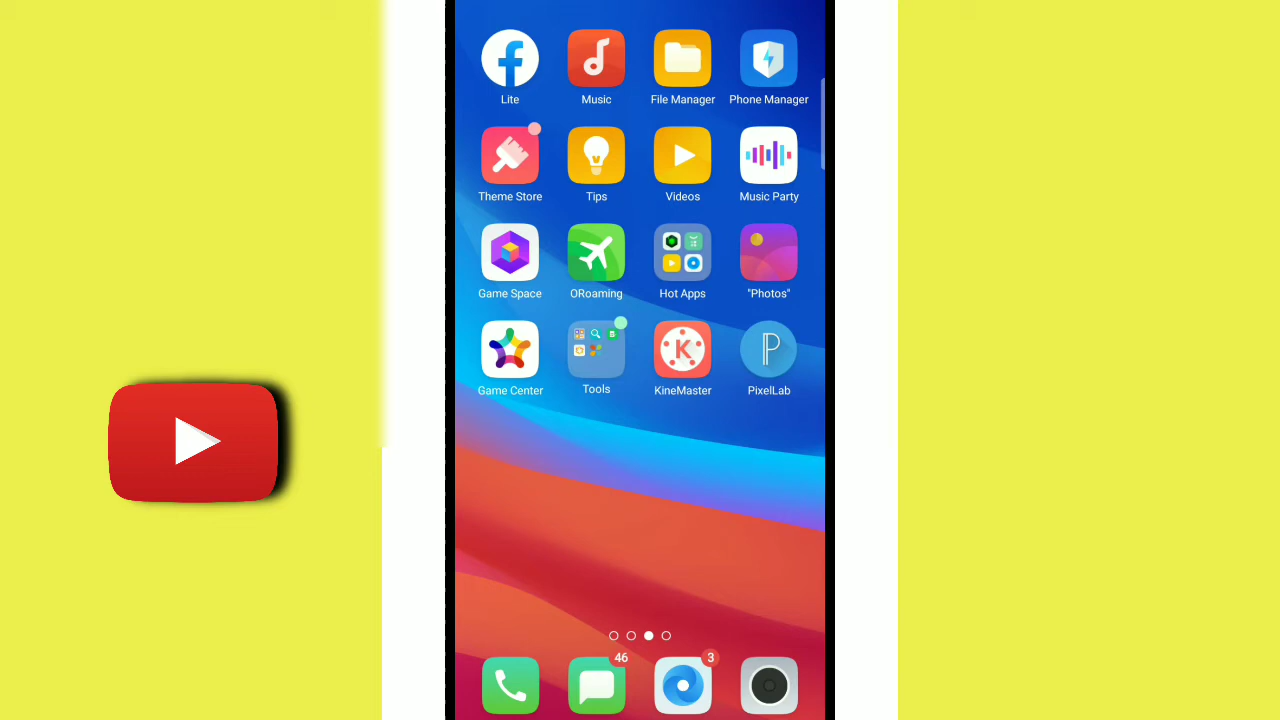 Lite Music File Manager Phone Manager
Theme Store Tips Videos Music Party
Game Space ORoaming Hot Apps "Photos"
Game Center Tools KineMaster PixelLab
46 3